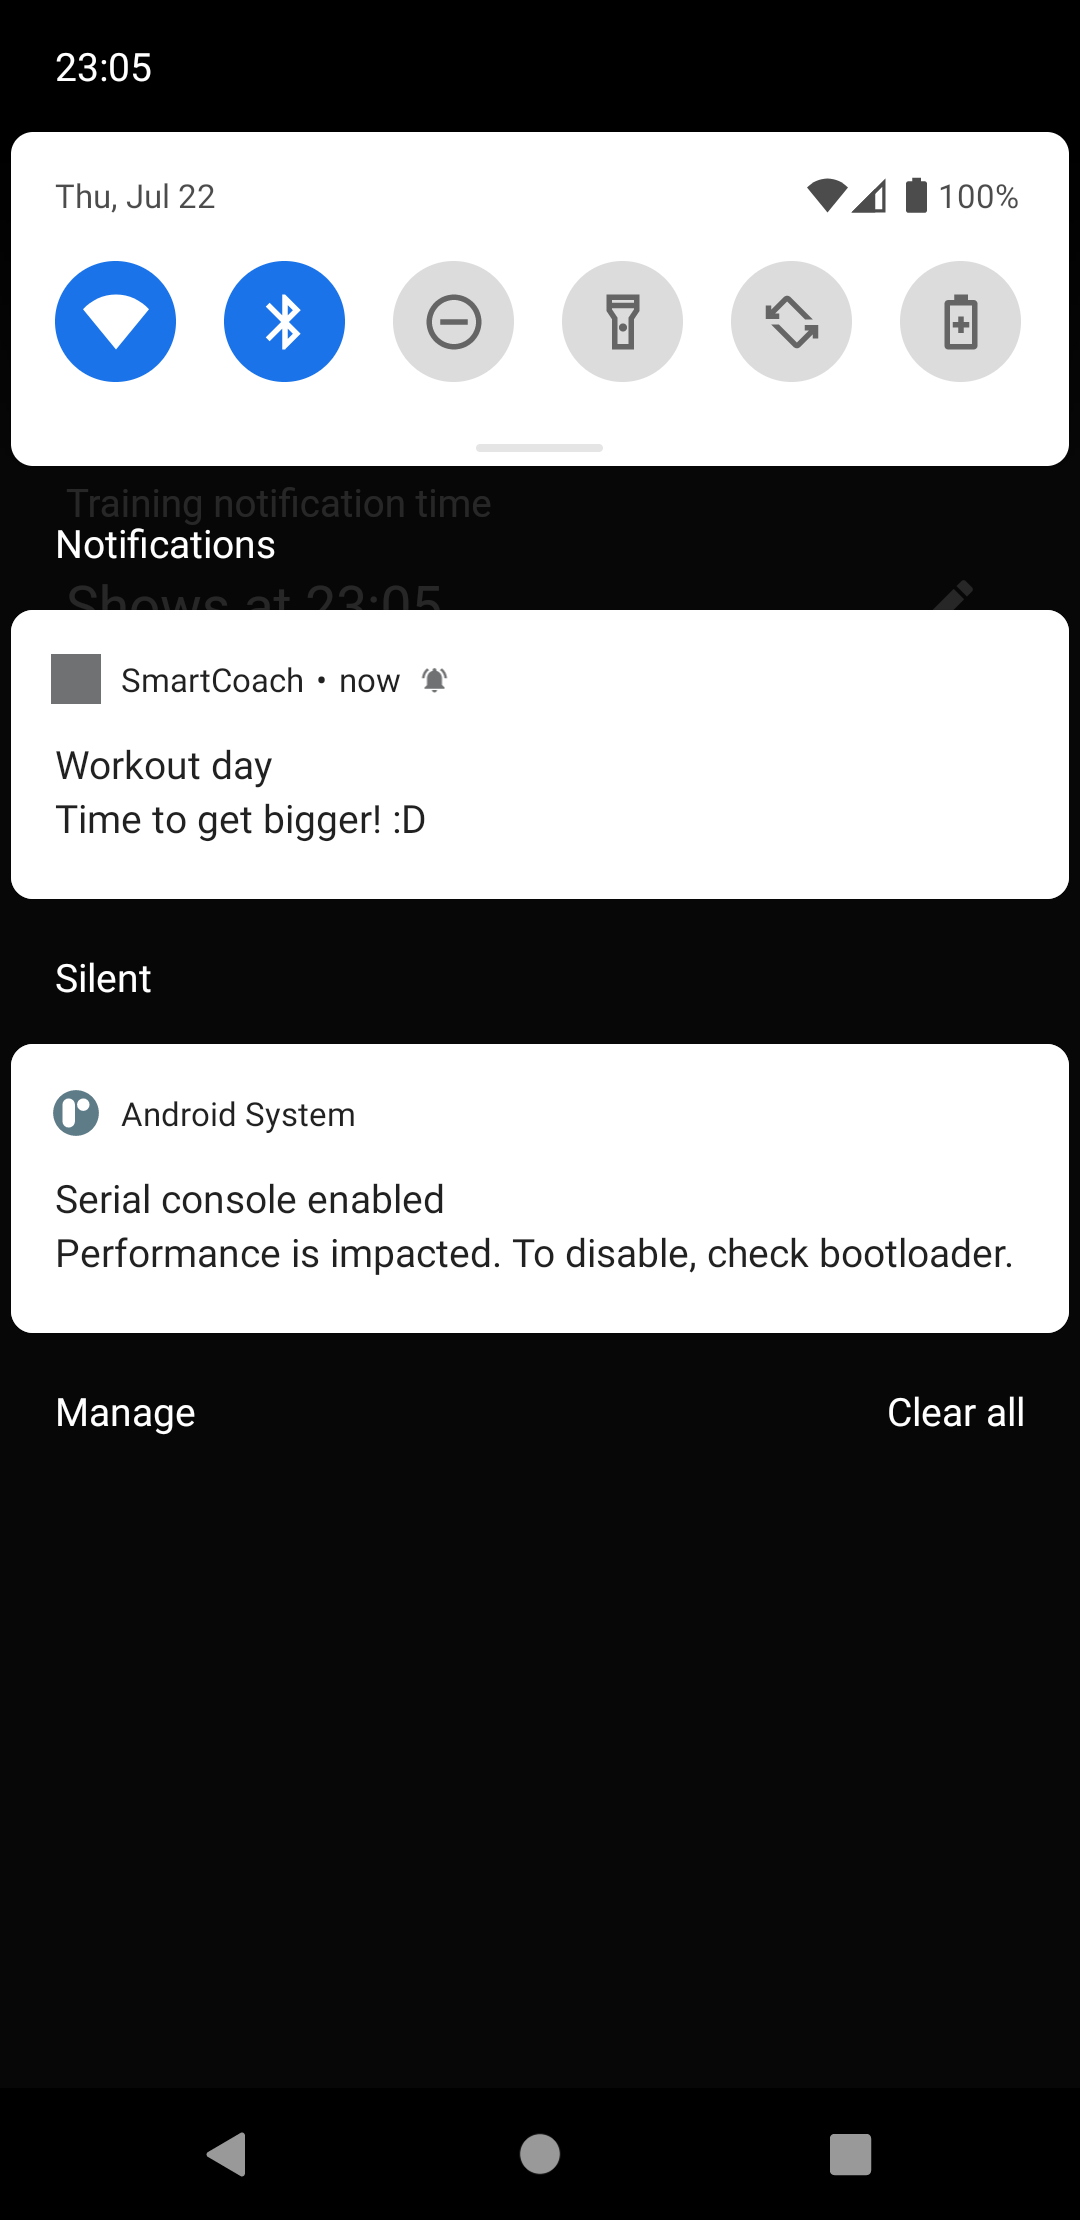 23:05
Thu, Jul 22
100%
Training notification time
Notifications
Shows at 23:05
SmartCoach • now
Workout day
Time to get bigger! :D
Silent
Android System
Serial console enabled
Performance is impacted. To disable, check bootloader.
Manage
Clear all